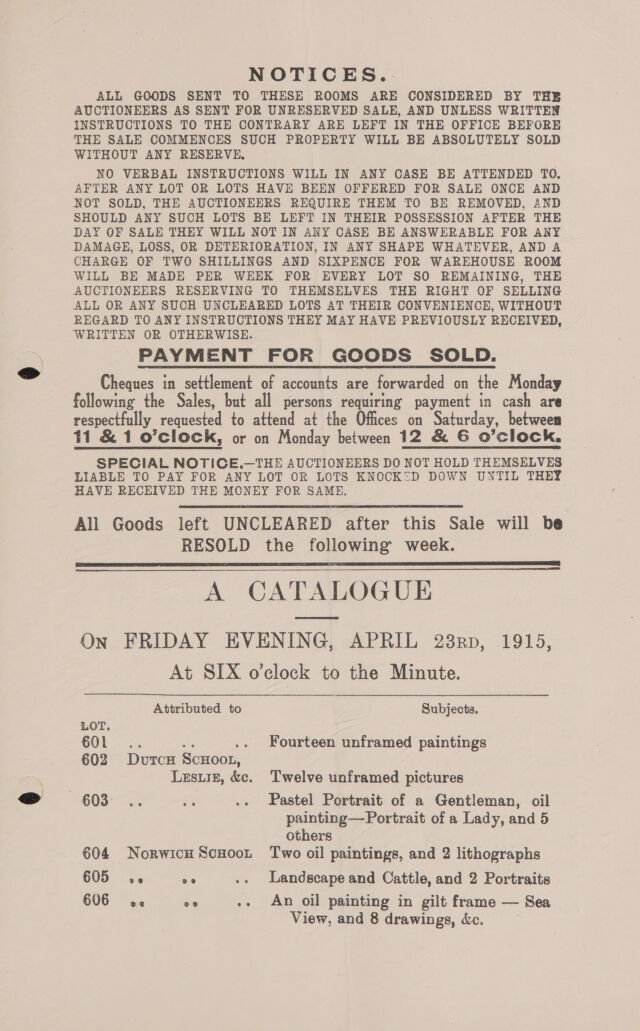 NOTICES.
ALL GOODS SENT TO THESE ROOMS ARE CONSIDERED BY THE
AUCTIONEERS AS SENT FOR UNRESERVED SALE, AND UNLESS WRITTEN
INSTRUCTIONS TO THE CONTRARY ARE LEFT IN THE OFFICE BEFORE
THE SALE COMMENCES SUCH PROPERTY WILL BE ABSOLUTELY SOLD
WITHOUT ANY RESERVE.
NO VERBAL INSTRUCTIONS WILL IN ANY CASE BE ATTENDED TO.
AFTER ANY LOT OR LOTS HAVE BEEN OFFERED FOR SALE ONCE AND
NOT SOLD, THE AUCTIONEERS REQUIRE THEM TO BE REMOVED, AND
SHOULD ANY SUCH LOTS BE LEFT IN THEIR POSSESSION AFTER THE
DAY OF SALE THEY WILL NOT IN ANY CASE BE ANSWERABLE FOR ANY
DAMAGE, LOSS, OR DETERIORATION, IN ANY SHAPE WHATEVER, AND A
CHARGE OF TWO SHILLINGS AND SIXPENCE FOR WAREHOUSE ROOM
WILL BE MADE PER WEEK FOR EVERY LOT SO REMAINING, THE
AUCTIONEERS RESERVING TO THEMSELVES THE RIGHT OF SELLING
ALL OR ANY SUCH UNCLEARED LOTS AT THEIR CONVENIENCE, WITHOUT
REGARD TO ANY INSTRUCTIONS THEY MAY HAVE PREVIOUSLY RECEIVED,
WRITTEN OR OTHERWISE.
PAYMENT FOR GOODS SOLD.
Cheques in settlement of accounts are forwarded on the Monday
following the Sales, but all persons requiring payment in cash are
respectfully requested to attend at the Offices on Saturday, between
11 & 1 o'clock, or on Monday between 12 & 6 o'clock.
SPECIAL NOTICE.—THE AUCTIONEERS DO NOT HOLD THEMSELVES
LIABLE TO PAY FOR ANY LOT OR LOTS KNOCKED DOWN UNTIL THEY
HAVE RECEIVED THE MONEY FOR SAME.
All Goods left UNCLEARED after this Sale will be
RESOLD the following week.
A CATALOGUE
ON FRIDAY EVENING, APRIL 23RD, 1915,
At SIX o'clock to the Minute.
Attributed to Subjects.
LOT.
601 .. .. .. Fourteen unframed paintings
602 DUTCH SCHOOL,
LESLIE, &c. Twelve unframed pictures
603 .. .. .. Pastel Portrait of a Gentleman, oil
painting—Portrait of a Lady, and 5
others
604 NORWICH SCHOOL Two oil paintings, and 2 lithographs
605 .. .. .. Landscape and Cattle, and 2 Portraits
606 .. .. .. An oil painting in gilt frame — Sea
View, and 8 drawings, &c.